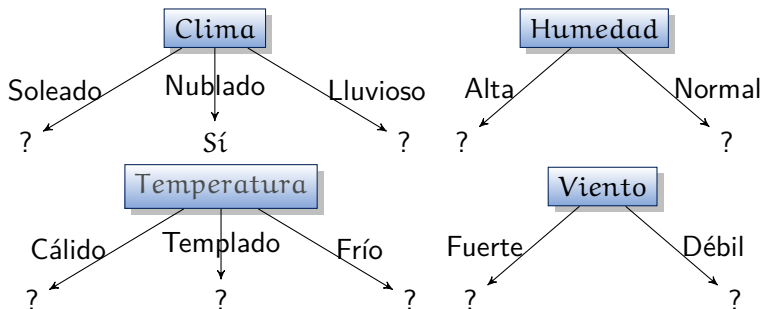 Clima Humedad
Soleado Nublado Lluvioso Alta Normal
? Sí ? ? ?
Temperatura Viento
Cálido Templado Frío Fuerte Débil
? ? ? ? ?